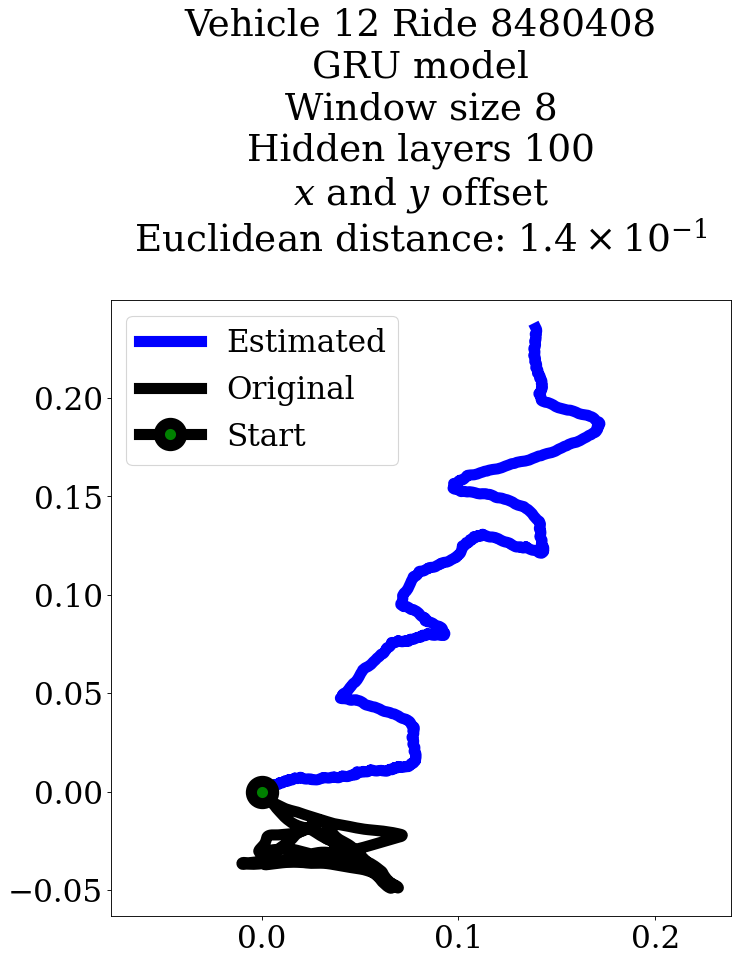 Vehicle 12 Ride 8480408
GRU model
Window size 8
Hidden layers 100
x and y offset
Euclidean distance: 1.4 × 10⁻¹
Estimated
Original
Start
0.20
0.15
0.10
0.05
0.00
−0.05
0.0 0.1 0.2